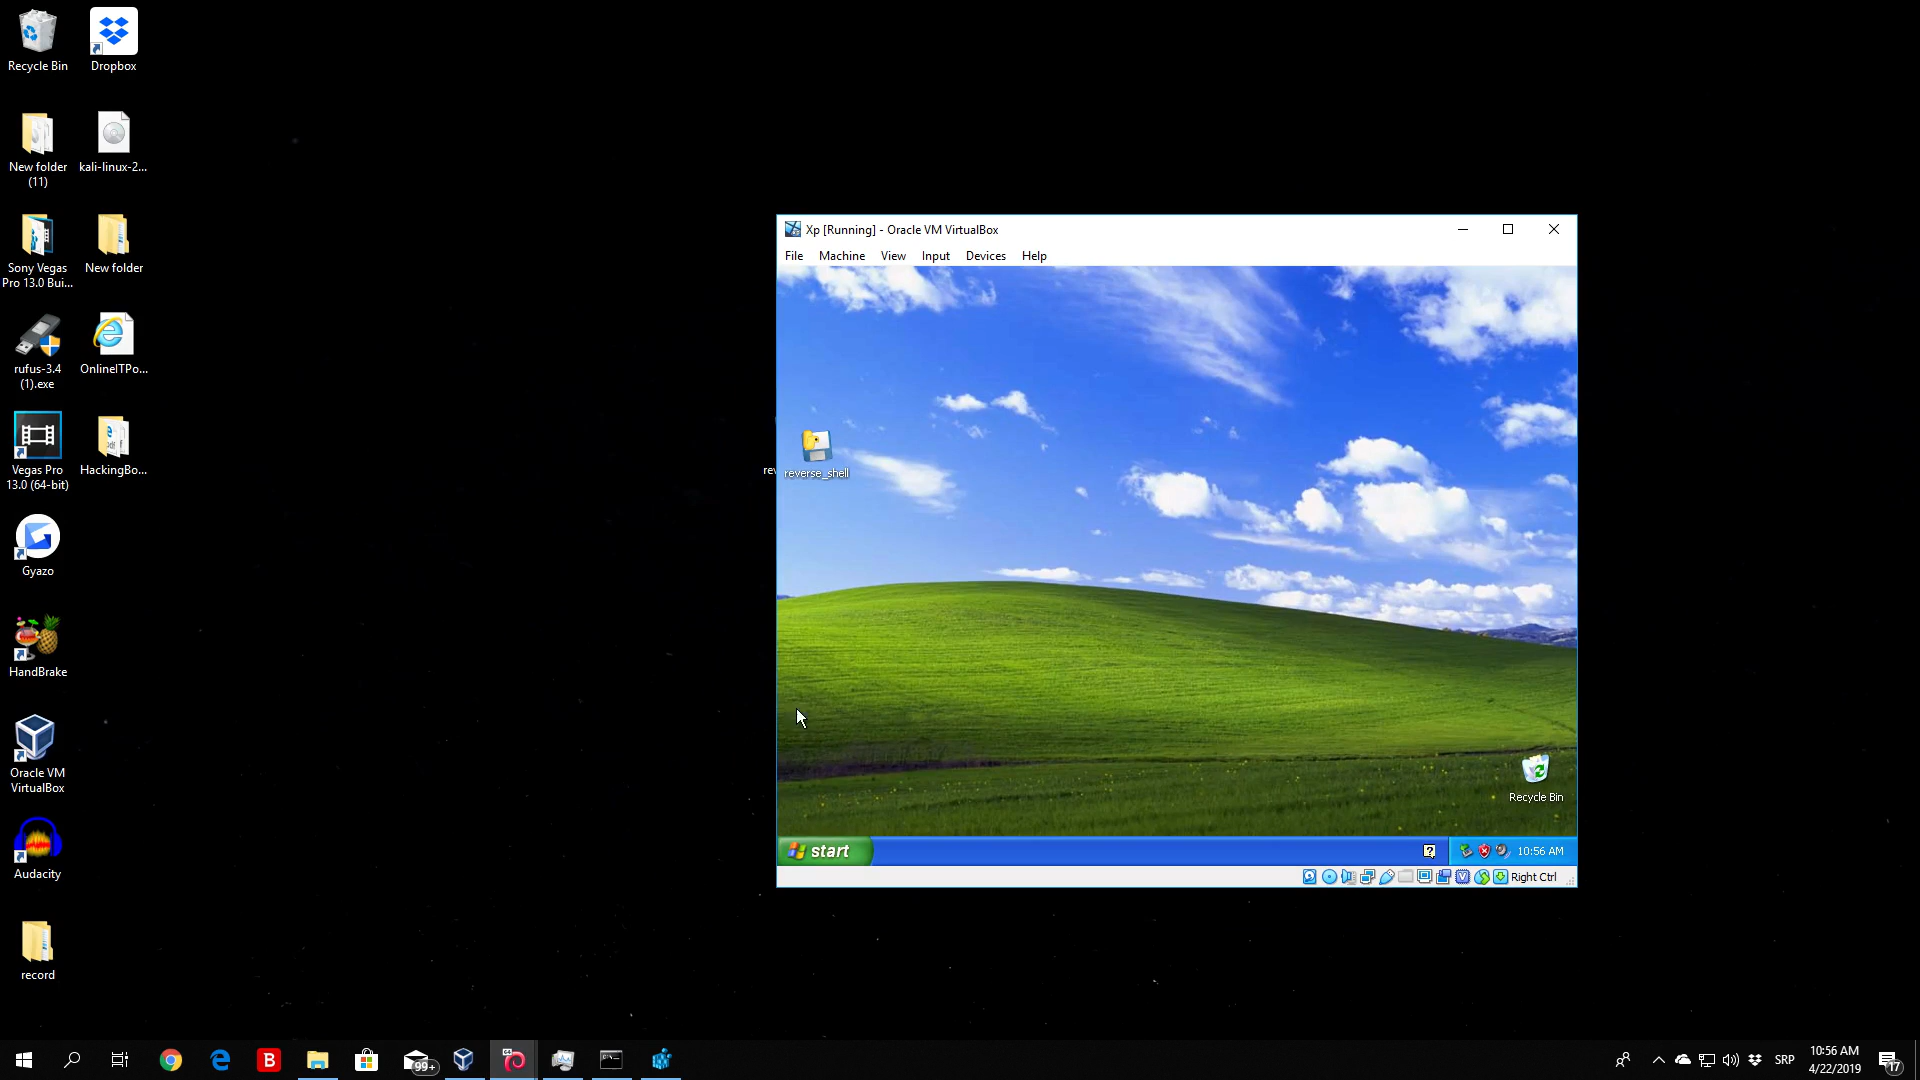 Recycle Bin
Dropbox
New folder
(11)
kali-linux-2...
Sony Vegas
Pro 13.0 Bui...
New folder
rufus-3.4
(1).exe
OnlineITPo...
Vegas Pro
13.0 (64-bit)
HackingBo...
Gyazo
HandBrake
Oracle VM
VirtualBox
Audacity
record
Xp [Running] - Oracle VM VirtualBox
File Machine View Input Devices Help
rev
reverse_shell
Recycle Bin
start
10:56 AM
Right Ctrl
99+
64
SRP
10:56 AM
4/22/2019
17